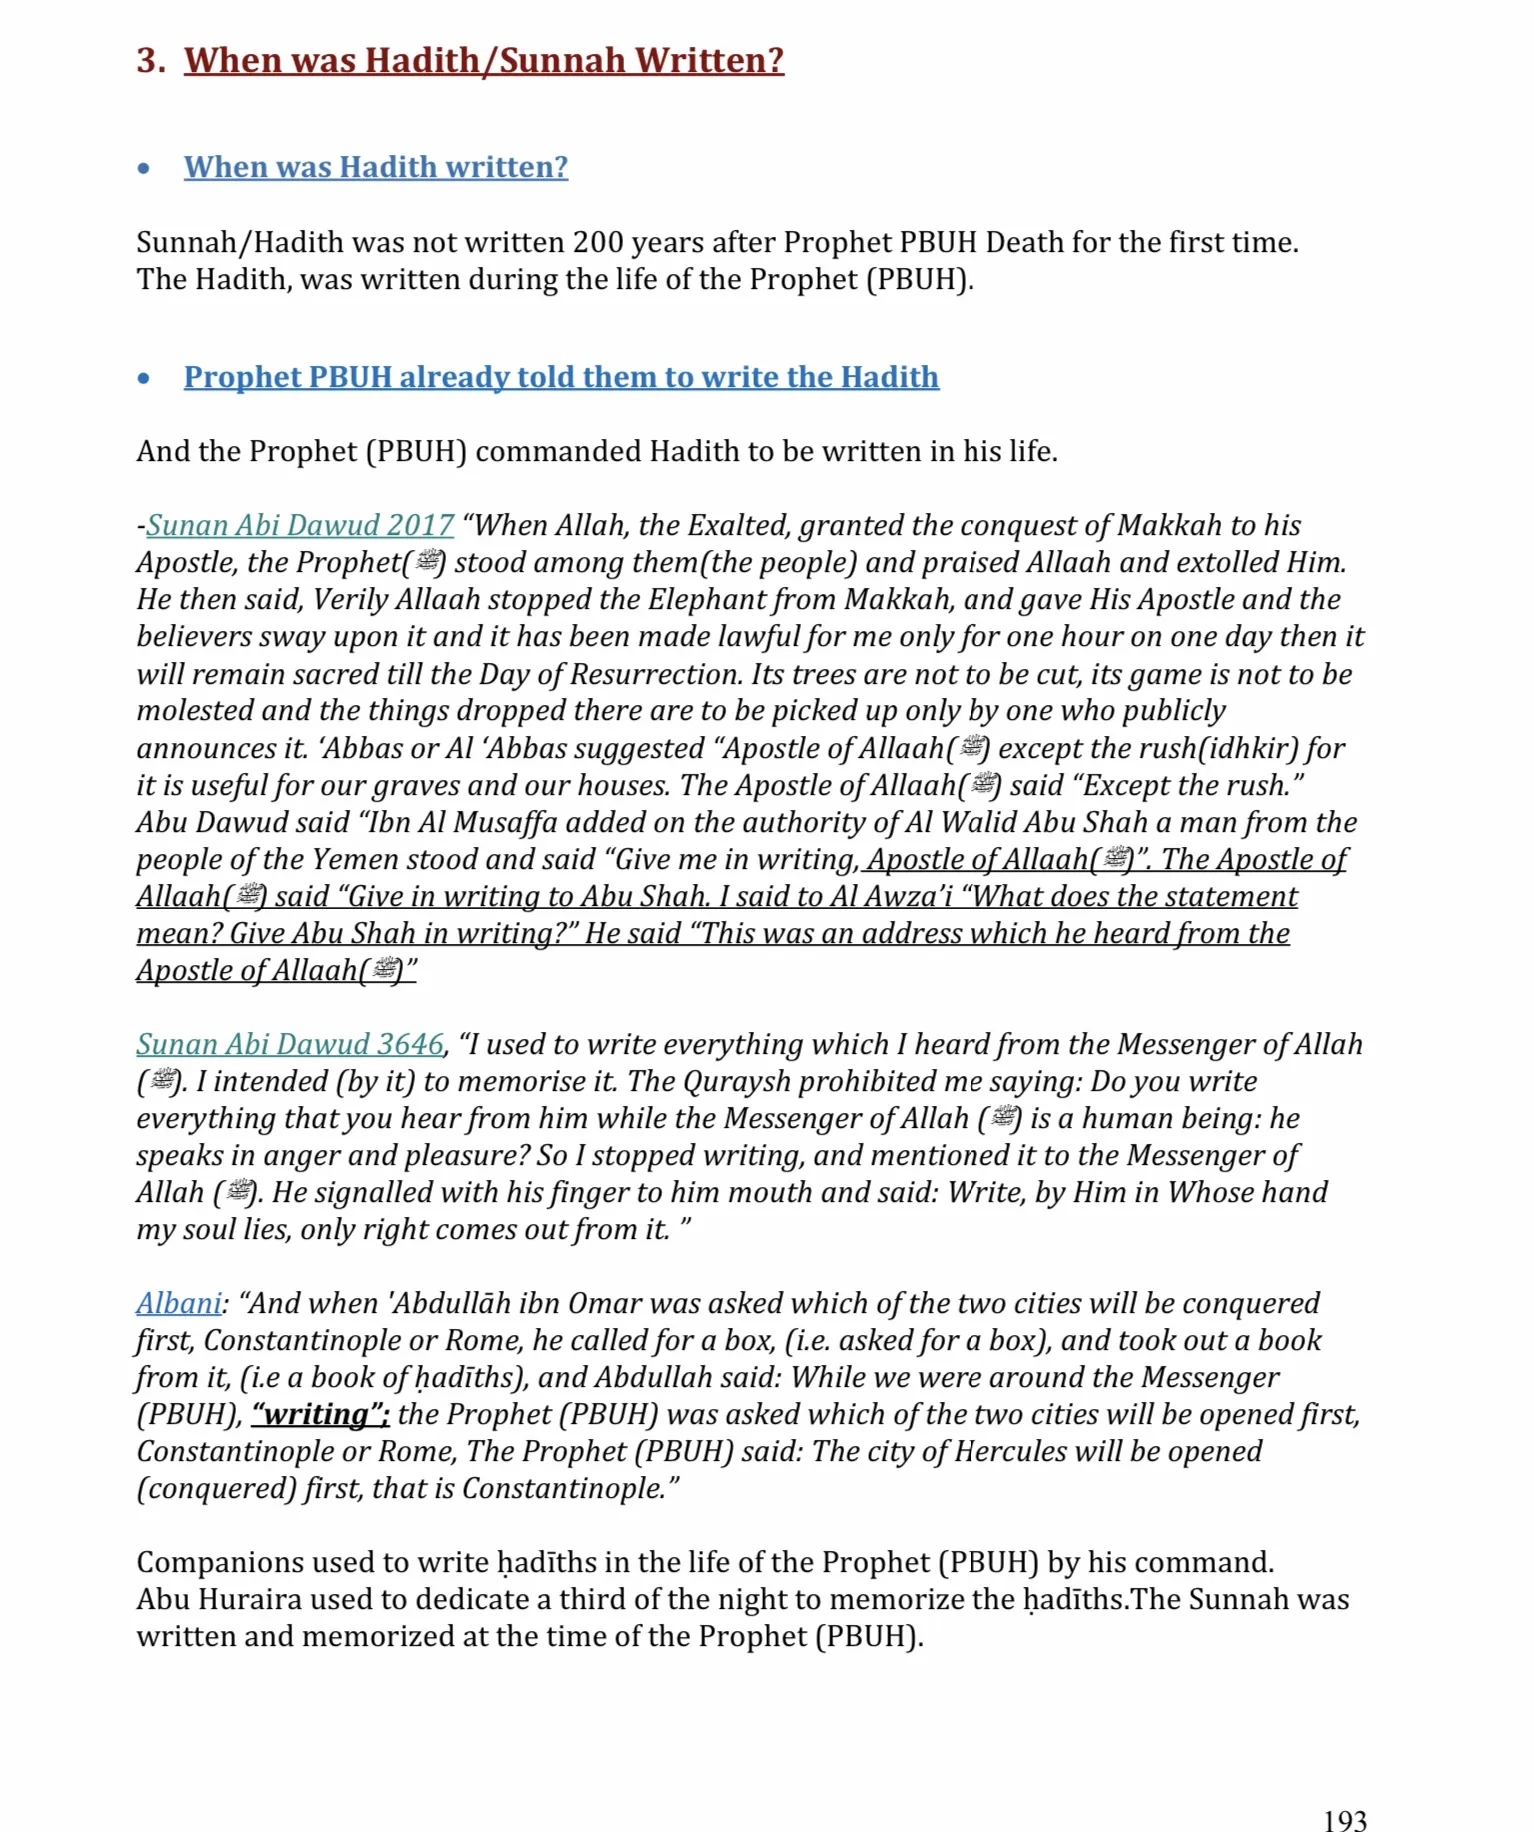 3. When was Hadith/Sunnah Written?
• When was Hadith written?
Sunnah/Hadith was not written 200 years after Prophet PBUH Death for the first time.
The Hadith, was written during the life of the Prophet (PBUH).
• Prophet PBUH already told them to write the Hadith
And the Prophet (PBUH) commanded Hadith to be written in his life.
-Sunan Abi Dawud 2017 “When Allah, the Exalted, granted the conquest of Makkah to his
Apostle, the Prophet(ﷺ) stood among them(the people) and praised Allaah and extolled Him.
He then said, Verily Allaah stopped the Elephant from Makkah, and gave His Apostle and the
believers sway upon it and it has been made lawful for me only for one hour on one day then it
will remain sacred till the Day of Resurrection. Its trees are not to be cut, its game is not to be
molested and the things dropped there are to be picked up only by one who publicly
announces it. ‘Abbas or Al ‘Abbas suggested “Apostle of Allaah(ﷺ) except the rush(idhkir) for
it is useful for our graves and our houses. The Apostle of Allaah(ﷺ) said “Except the rush.”
Abu Dawud said “Ibn Al Musaffa added on the authority of Al Walid Abu Shah a man from the
people of the Yemen stood and said “Give me in writing, Apostle of Allaah(ﷺ)”. The Apostle of
Allaah(ﷺ) said “Give in writing to Abu Shah. I said to Al Awza’i “What does the statement
mean? Give Abu Shah in writing?” He said “This was an address which he heard from the
Apostle of Allaah(ﷺ)”
Sunan Abi Dawud 3646, “I used to write everything which I heard from the Messenger of Allah
(ﷺ). I intended (by it) to memorise it. The Quraysh prohibited me saying: Do you write
everything that you hear from him while the Messenger of Allah (ﷺ) is a human being: he
speaks in anger and pleasure? So I stopped writing, and mentioned it to the Messenger of
Allah (ﷺ). He signalled with his finger to him mouth and said: Write, by Him in Whose hand
my soul lies, only right comes out from it. ”
Albani: “And when 'Abdullāh ibn Omar was asked which of the two cities will be conquered
first, Constantinople or Rome, he called for a box, (i.e. asked for a box), and took out a book
from it, (i.e a book of ḥadīths), and Abdullah said: While we were around the Messenger
(PBUH), “writing”; the Prophet (PBUH) was asked which of the two cities will be opened first,
Constantinople or Rome, The Prophet (PBUH) said: The city of Hercules will be opened
(conquered) first, that is Constantinople.”
Companions used to write ḥadīths in the life of the Prophet (PBUH) by his command.
Abu Huraira used to dedicate a third of the night to memorize the ḥadīths.The Sunnah was
written and memorized at the time of the Prophet (PBUH).
193